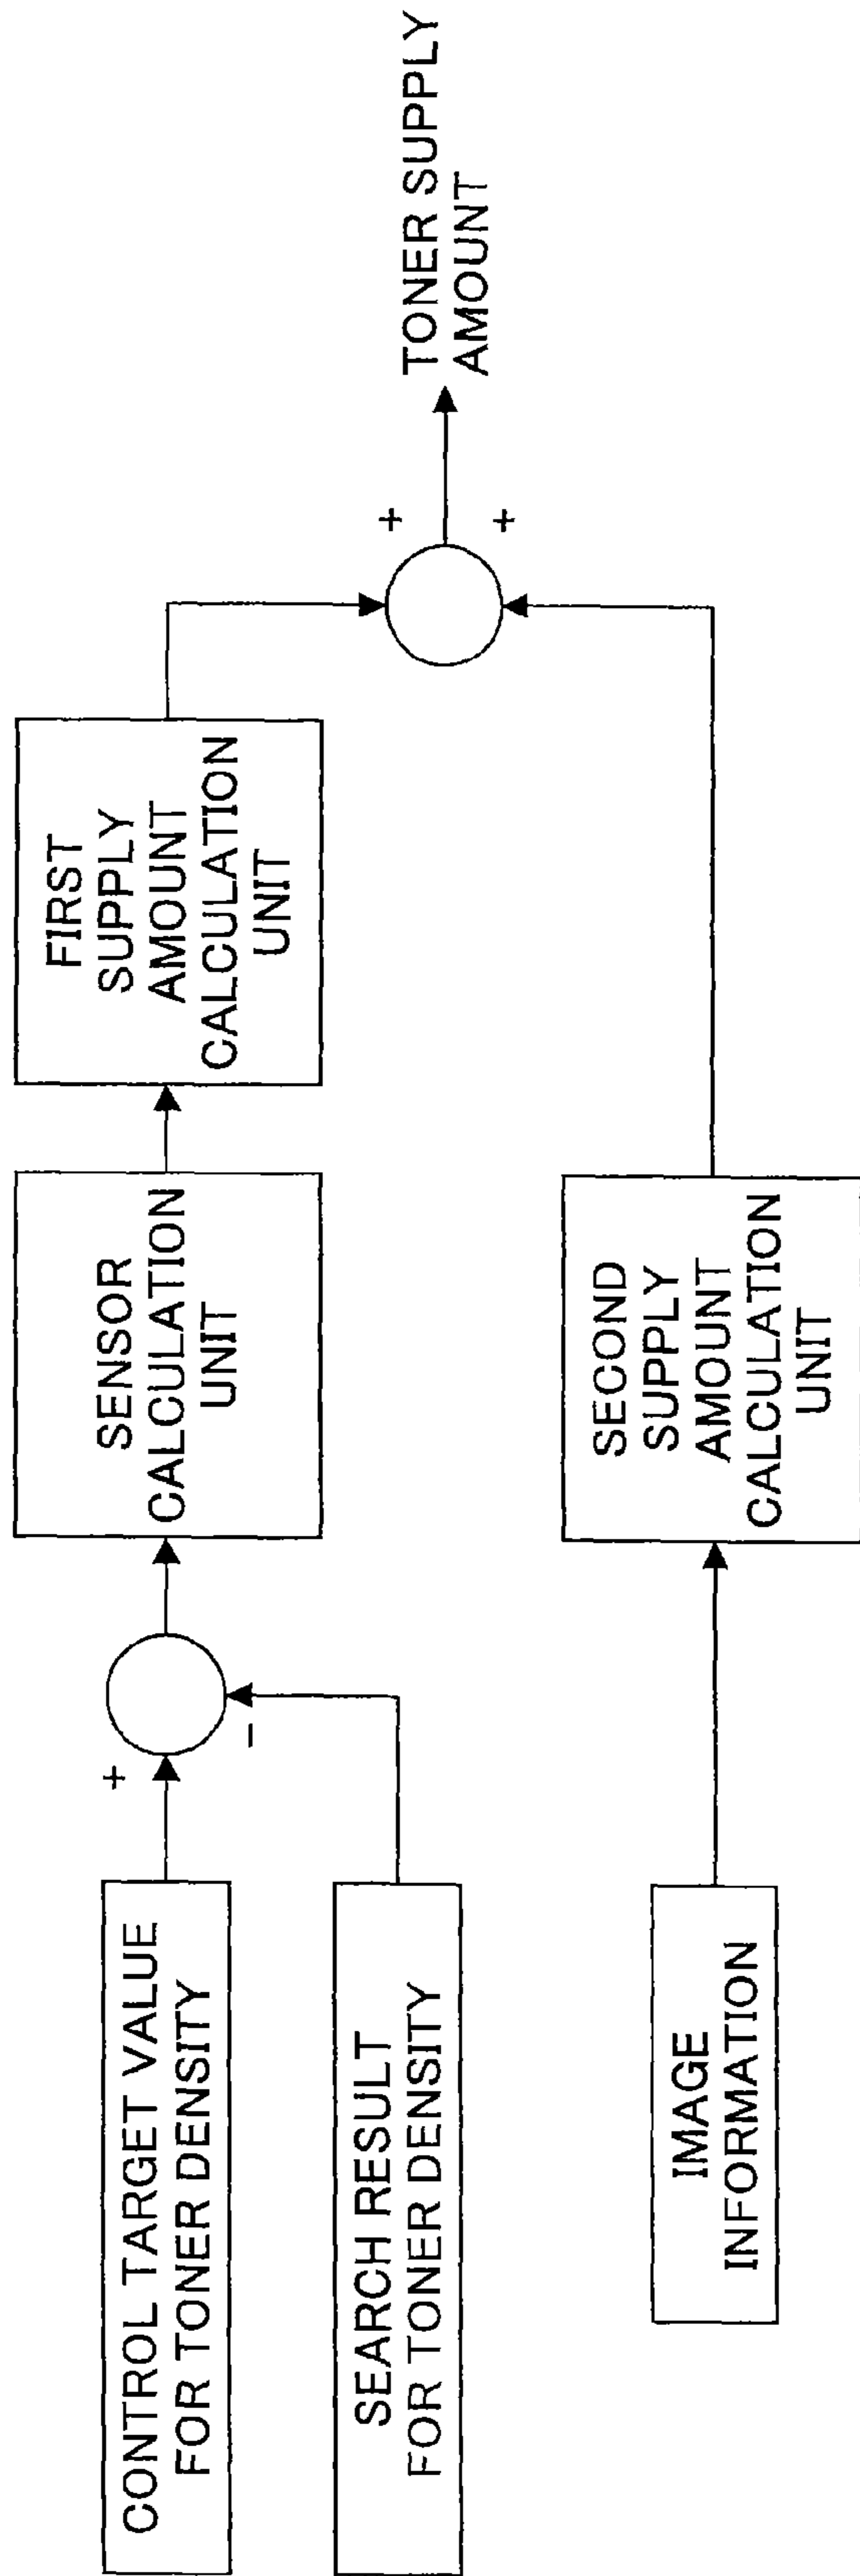 CONTROL TARGET VALUE
FOR TONER DENSITY
+
-
SEARCH RESULT
FOR TONER DENSITY
SENSOR
CALCULATION
UNIT
FIRST
SUPPLY
AMOUNT
CALCULATION
UNIT
IMAGE
INFORMATION
SECOND
SUPPLY
AMOUNT
CALCULATION
UNIT
+
+
TONER SUPPLY
AMOUNT